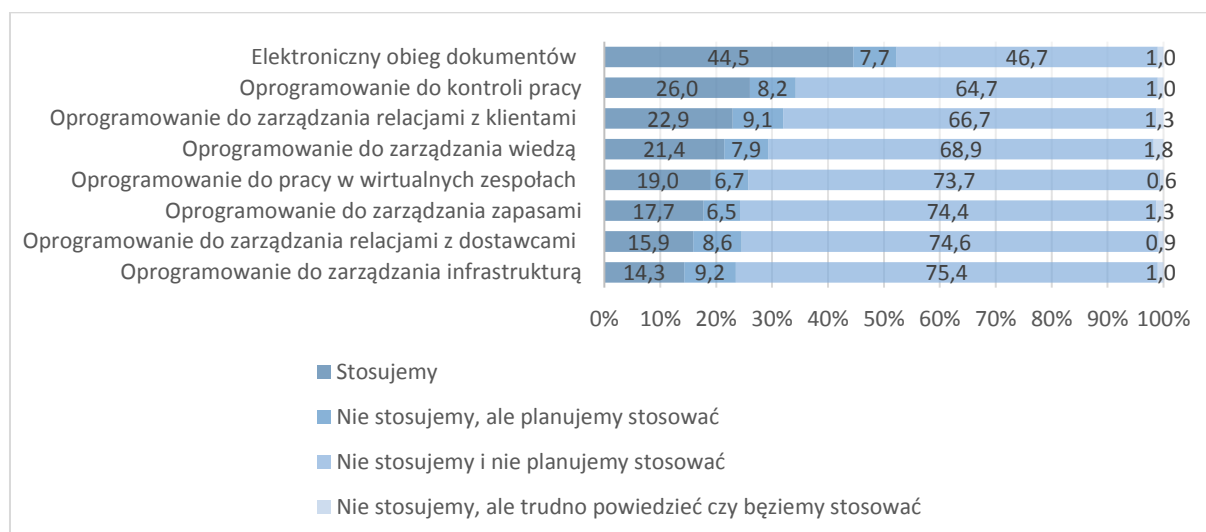 Elektroniczny obieg dokumentów 44,5 7,7 46,7 1,0
Oprogramowanie do kontroli pracy 26,0 8,2 64,7 1,0
Oprogramowanie do zarządzania relacjami z klientami 22,9 9,1 66,7 1,3
Oprogramowanie do zarządzania wiedzą 21,4 7,9 68,9 1,8
Oprogramowanie do pracy w wirtualnych zespołach 19,0 6,7 73,7 0,6
Oprogramowanie do zarządzania zapasami 17,7 6,5 74,4 1,3
Oprogramowanie do zarządzania relacjami z dostawcami 15,9 8,6 74,6 0,9
Oprogramowanie do zarządzania infrastrukturą 14,3 9,2 75,4 1,0
0% 10% 20% 30% 40% 50% 60% 70% 80% 90% 100%
Stosujemy
Nie stosujemy, ale planujemy stosować
Nie stosujemy i nie planujemy stosować
Nie stosujemy, ale trudno powiedzieć czy bęziemy stosować